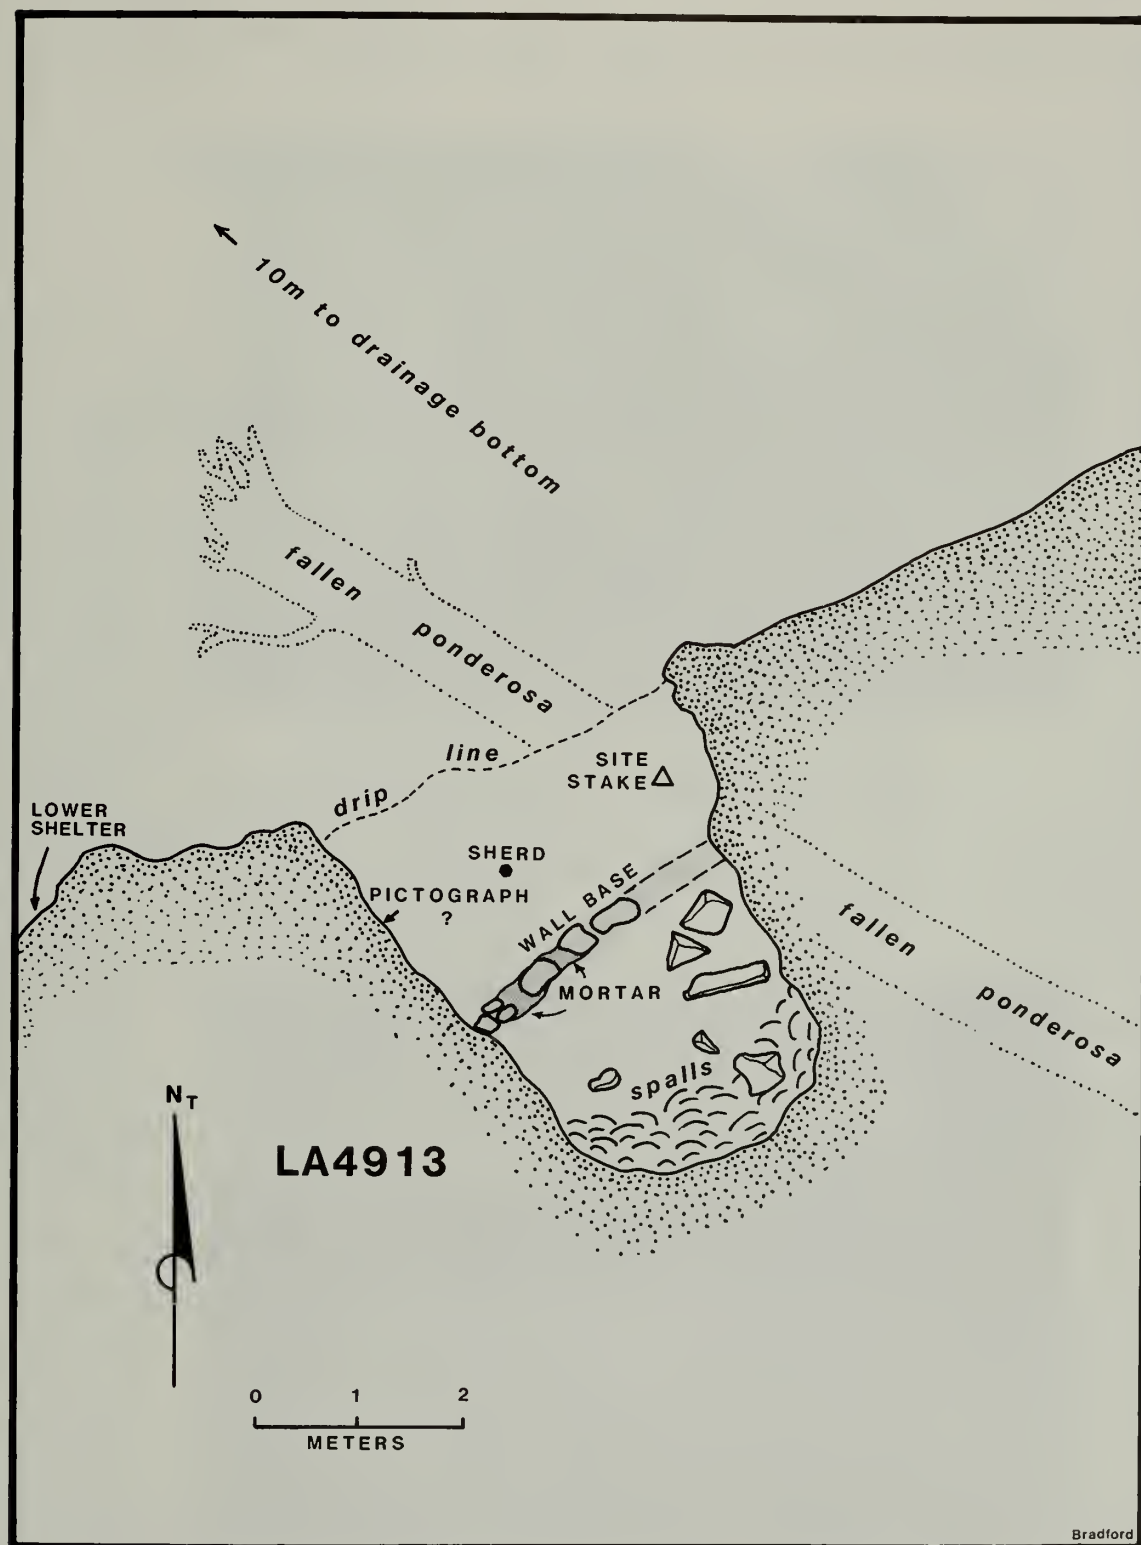 10m to drainage bottom
fallen
ponderosa
drip line
SITE
STAKE
LOWER
SHELTER
SHERD
PICTOGRAPH
?
WALL BASE
MORTAR
fallen
ponderosa
spalls
NT
LA4913
0 1 2
METERS
Bradford